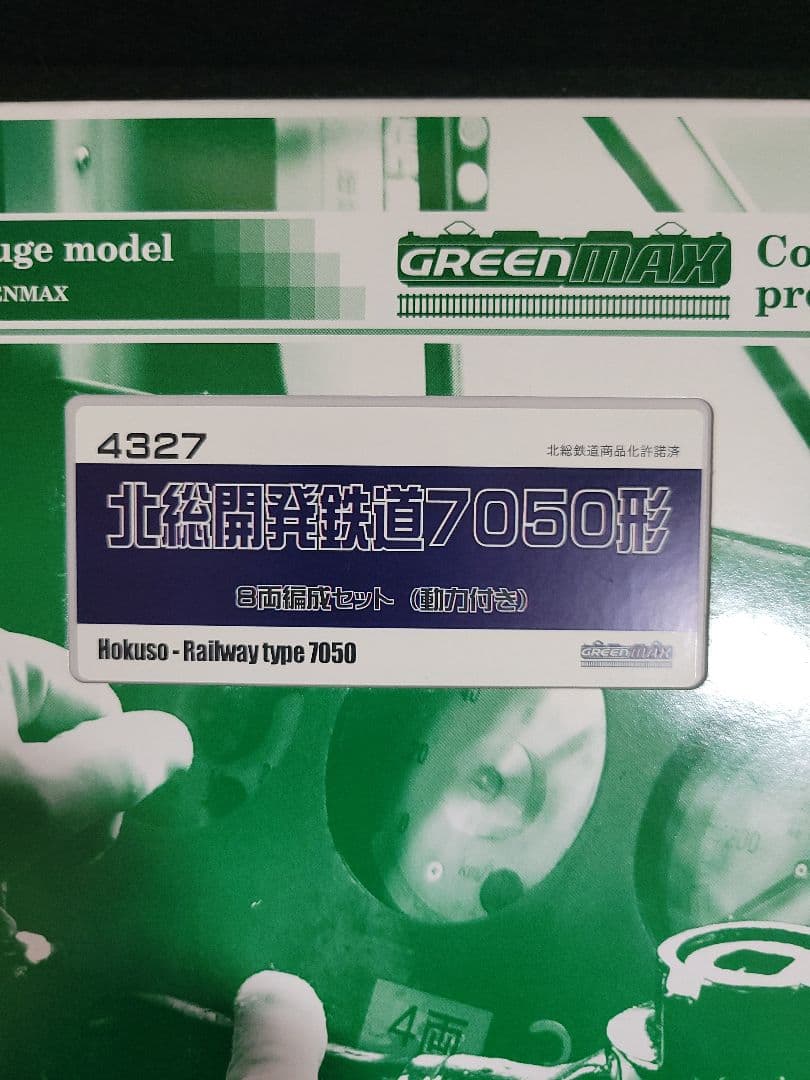 uge model
ENMAX
GREENMAX
Co
pro
4327
北総鉄道商品化許諾済
北総開発鉄道7050形
8両編成セット（動力付き）
Hokuso - Railway type 7050
GREENMAX
4両